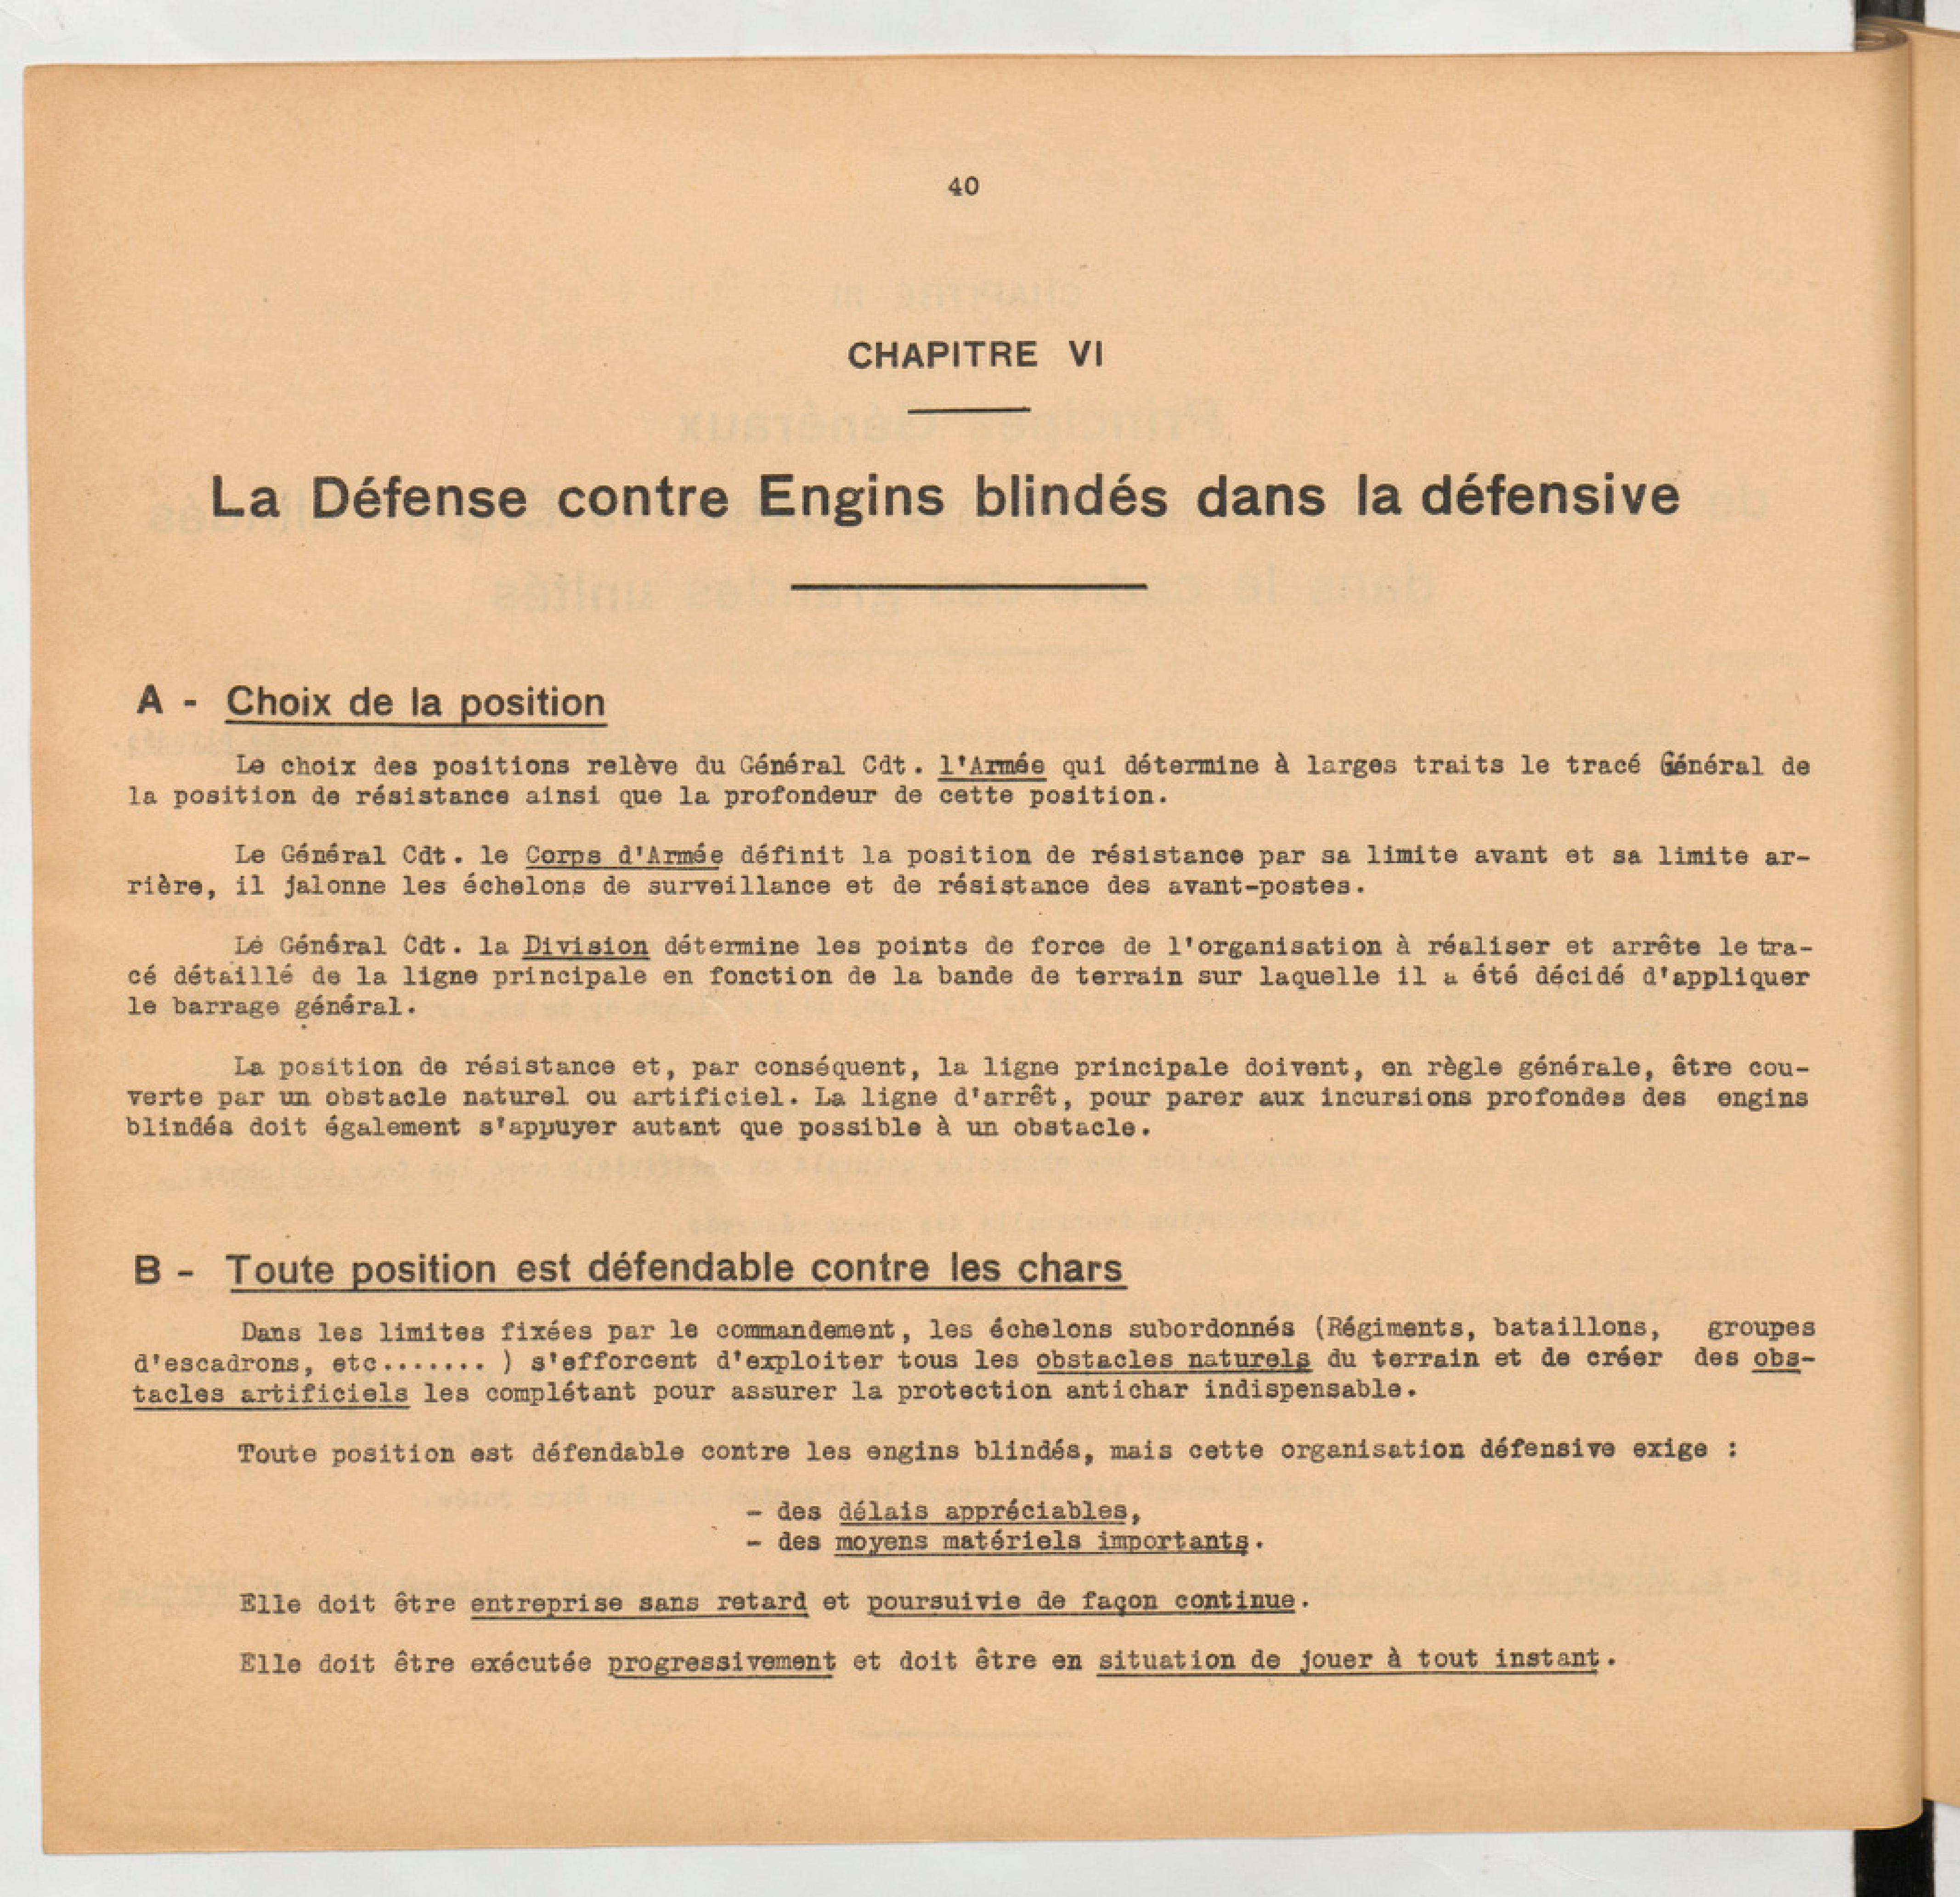 40
CHAPITRE VI
La Défense contre Engins blindés dans la défensive
A - Choix de la position
Le choix des positions relève du Général Cdt. l'Armée qui détermine à larges traits le tracé Général de
la position de résistance ainsi que la profondeur de cette position.
Le Général Cdt. le Corps d'Armée définit la position de résistance par sa limite avant et sa limite ar-
rière, il jalonne les échelons de surveillance et de résistance des avant-postes.
Le Général Cdt. la Division détermine les points de force de l'organisation à réaliser et arrête le tra-
cé détaillé de la ligne principale en fonction de la bande de terrain sur laquelle il a été décidé d'appliquer
le barrage général.
La position de résistance et, par conséquent, la ligne principale doivent, en règle générale, être cou-
verte par un obstacle naturel ou artificiel. La ligne d'arrêt, pour parer aux incursions profondes des engins
blindés doit également s'appuyer autant que possible à un obstacle.
B - Toute position est défendable contre les chars
Dans les limites fixées par le commandement, les échelons subordonnés (Régiments, bataillons, groupes
d'escadrons, etc....... ) s'efforcent d'exploiter tous les obstacles naturels du terrain et de créer des obs-
tacles artificiels les complétant pour assurer la protection antichar indispensable.
Toute position est défendable contre les engins blindés, mais cette organisation défensive exige :
- des délais appréciables,
- des moyens matériels importants.
Elle doit être entreprise sans retard et poursuivie de façon continue.
Elle doit être exécutée progressivement et doit être en situation de jouer à tout instant.